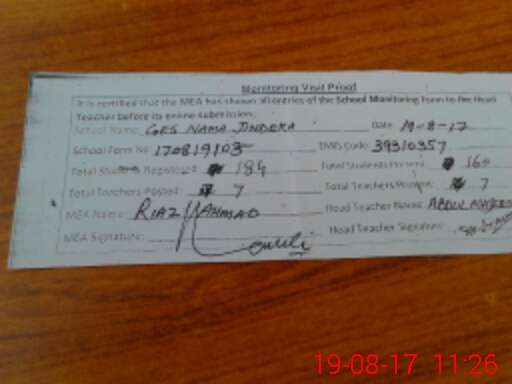 Monitoring Visit Proof
It is certified that the MEA has shown all entries of the School Monitoring Form to the Head
Teacher before its online submission.
School Name: GES NAMA JINDEKA Date: 19-8-17
School Form No: 170819103 EMIS Code: 39310357
Total Students Registered: 184 Total Students Present: 160
Total Teachers Posted: 7 Total Teachers Present: 7
MEA Name: RIAZ AHMAD Head Teacher Name: ABDUL
MEA Signature: Head Teacher Signature:
19-08-17 11:26